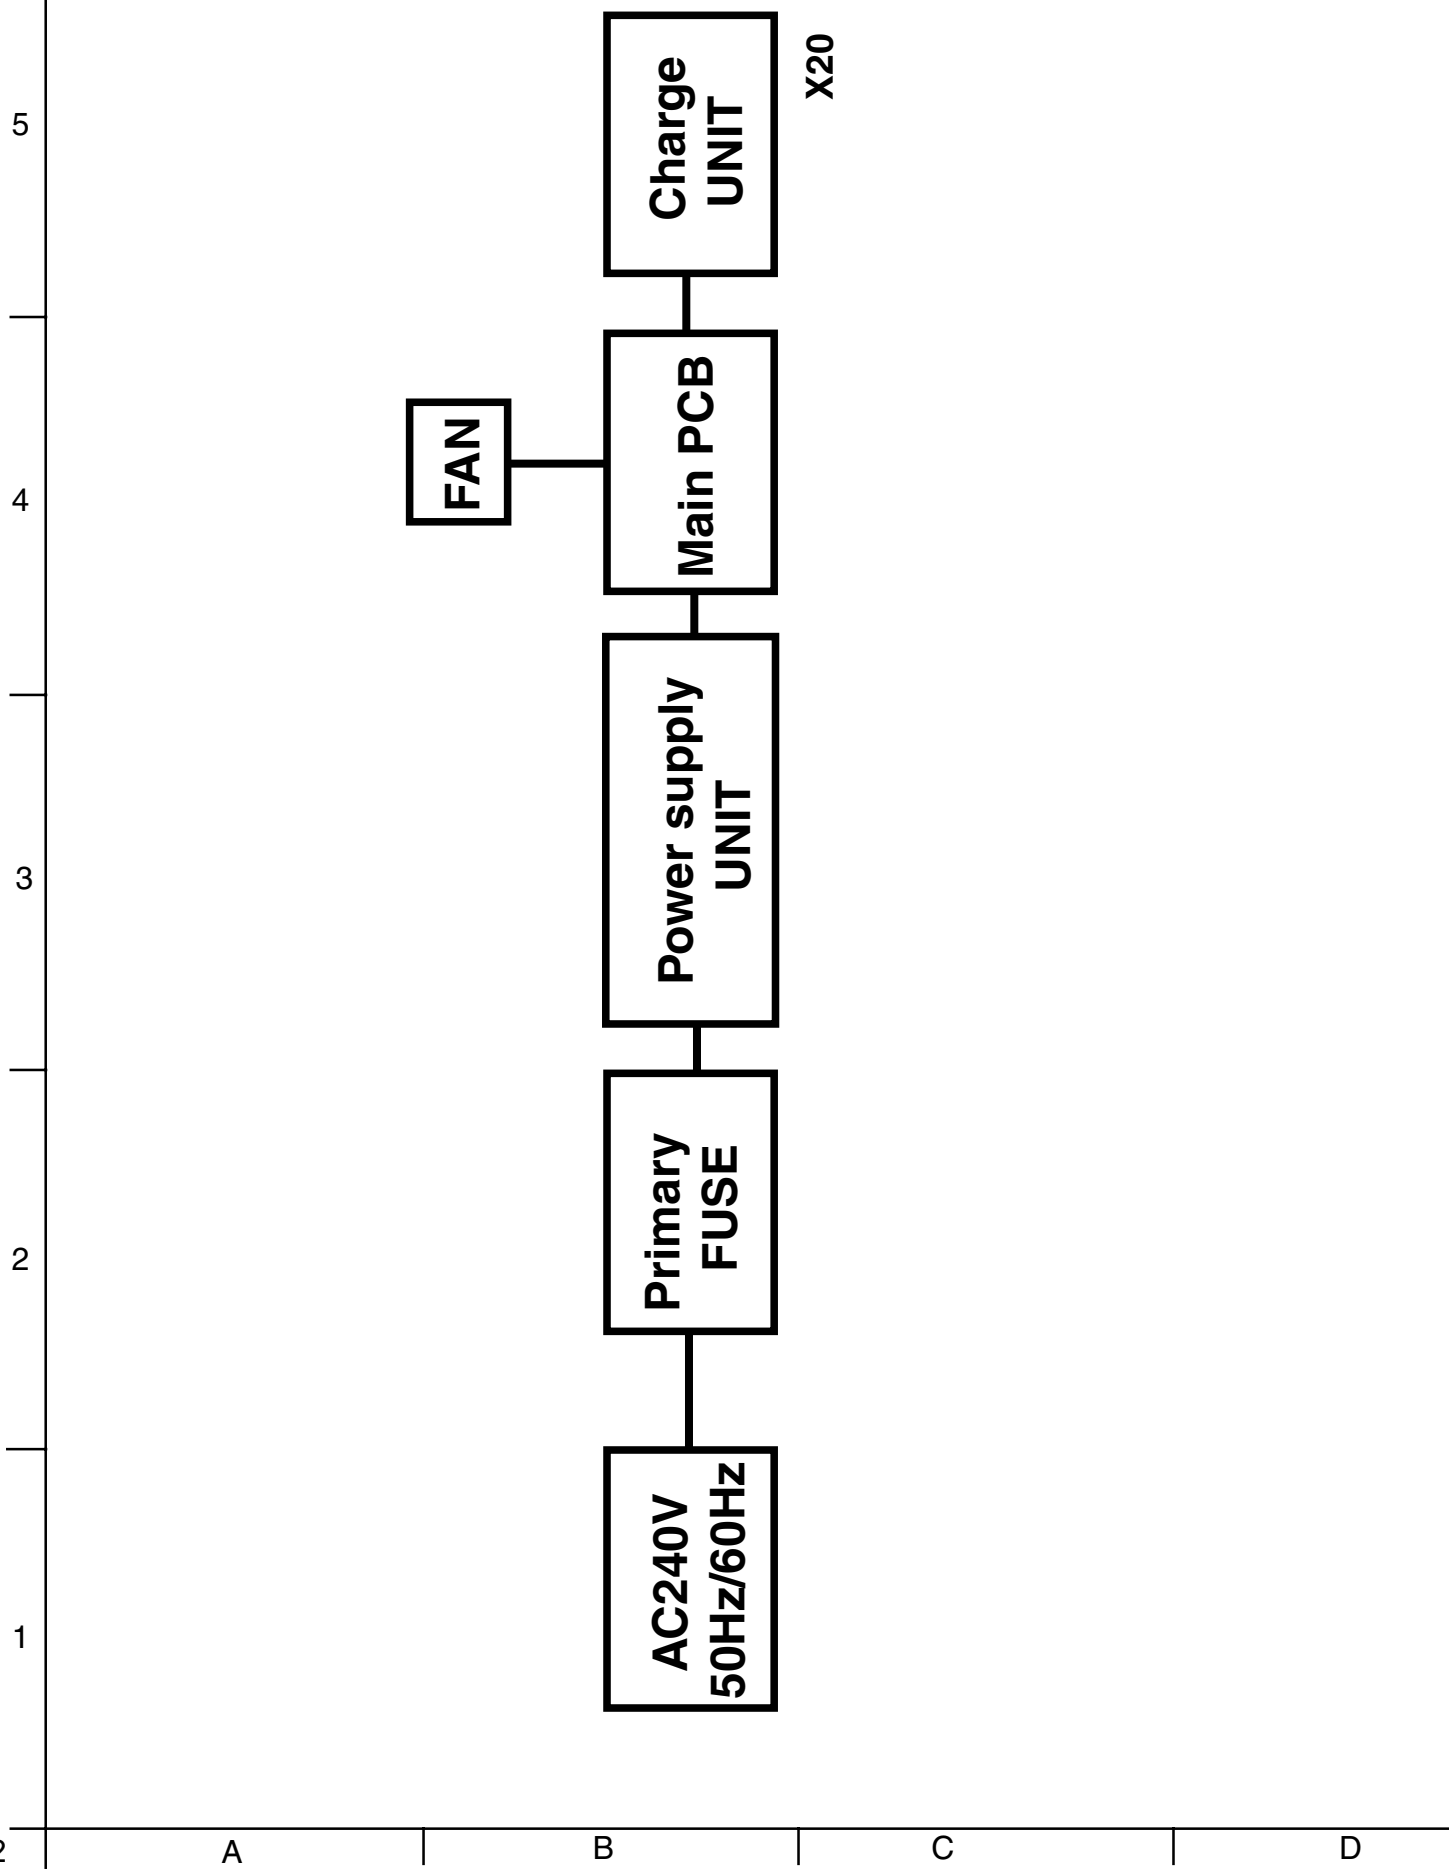 5
4
3
2
1
A
B
C
D
Charge
UNIT
X20
FAN
Main PCB
Power supply
UNIT
Primary
FUSE
AC240V
50Hz/60Hz